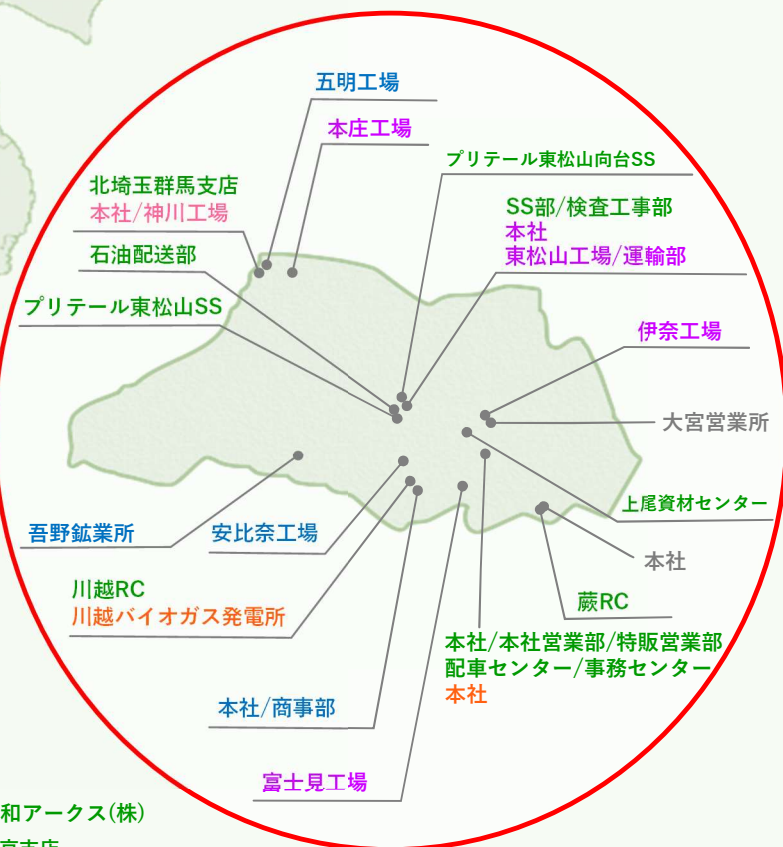 五明工場
本庄工場
プリテール東松山向台SS
北埼玉群馬支店
本社/神川工場
SS部/検査工事部
本社
東松山工場/運輸部
石油配送部
プリテール東松山SS
伊奈工場
大宮営業所
上尾資材センター
吾野鉱業所
安比奈工場
本社
川越RC
川越バイオガス発電所
蕨RC
本社/本社営業部/特販営業部
配車センター/事務センター
本社
本社/商事部
富士見工場
和アークス(株)